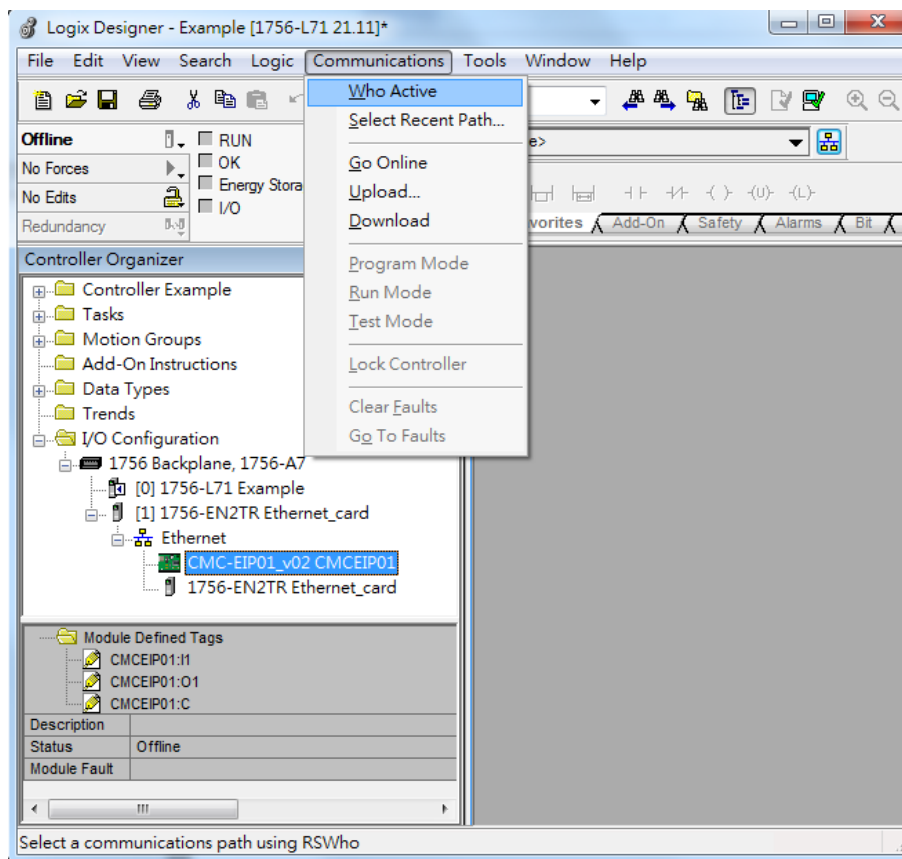 Logix Designer - Example [1756-L71 21.11]*
File Edit View Search Logic Communications Tools Window Help
Who Active
Select Recent Path...
Go Online
Upload...
Download
Program Mode
Run Mode
Test Mode
Lock Controller
Clear Faults
Go To Faults
Offline
RUN
No Forces
OK
Energy Stora
No Edits
I/O
Redundancy
e>
vorites Add-On Safety Alarms Bit
Controller Organizer
Controller Example
Tasks
Motion Groups
Add-On Instructions
Data Types
Trends
I/O Configuration
1756 Backplane, 1756-A7
[0] 1756-L71 Example
[1] 1756-EN2TR Ethernet_card
Ethernet
CMC-EIP01_v02 CMCEIP01
1756-EN2TR Ethernet_card
Module Defined Tags
CMCEIP01:I1
CMCEIP01:O1
CMCEIP01:C
Description
Status Offline
Module Fault
Select a communications path using RSWho